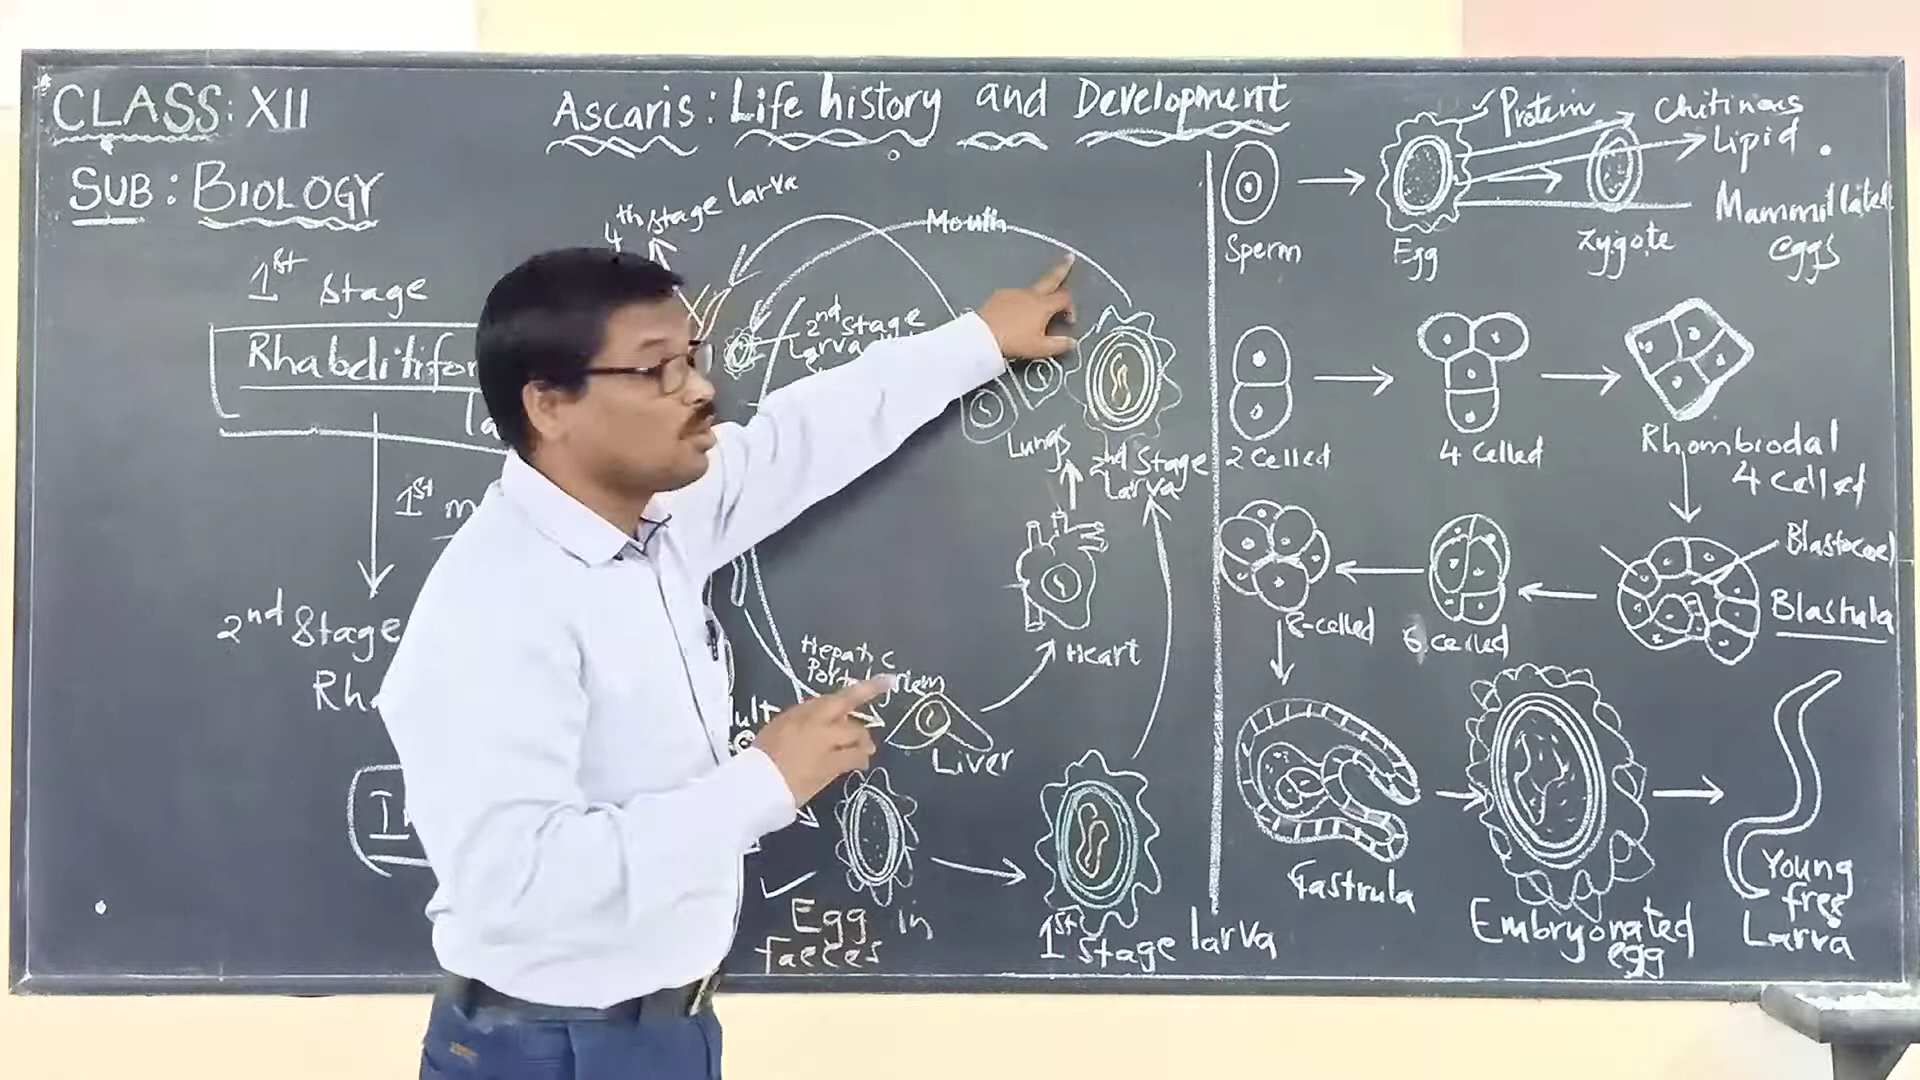 CLASS: XII
SUB: BIOLOGY
Ascaris: Life history and Development
1st stage
Rhabditifor
la
1st m
2nd Stage
Rh
4th stage larva
Mouth
2nd Stage
Larva
Lungs
2nd Stage
Larva
Heart
Hepatic
Liver
Egg in
faeces
1st stage larva
Protein
Chitinous
Lipid
Mammillated
eggs
Sperm
Egg
Zygote
2 Celled
4 Celled
Rhombiodal
4 celled
Blastocoel
Blastula
6 celled
8-celled
Gastrula
Embryonated
egg
Young
free
Larva